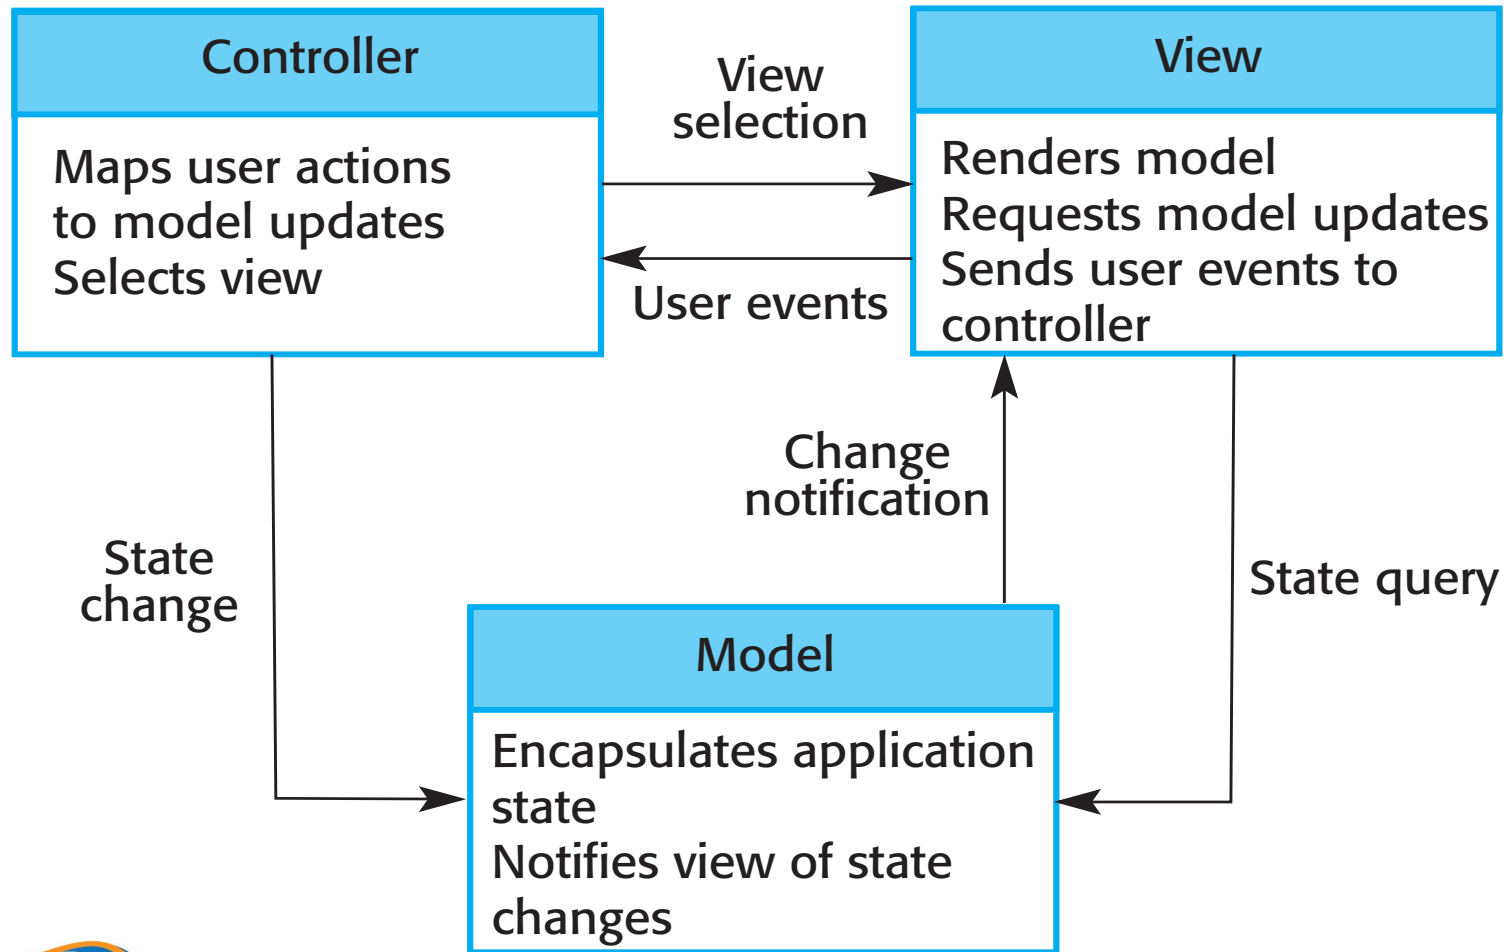 Controller
Maps user actions
to model updates
Selects view
View
selection
User events
View
Renders model
Requests model updates
Sends user events to
controller
State
change
Change
notification
State query
Model
Encapsulates application
state
Notifies view of state
changes